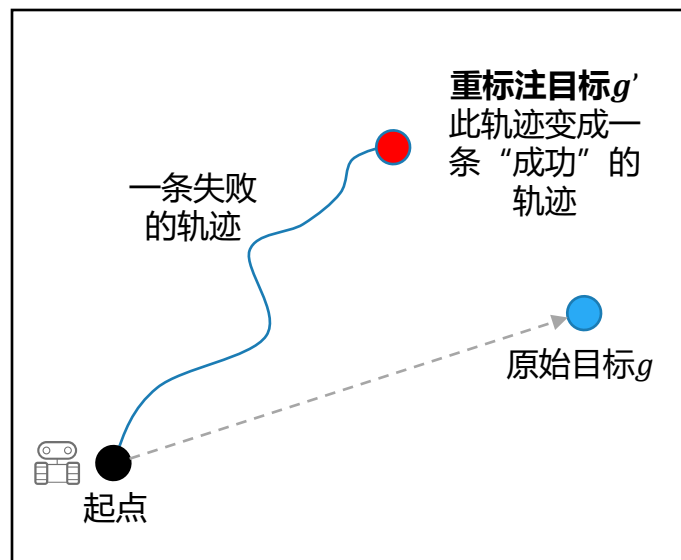 重标注目标g’
此轨迹变成一
条“成功”的
轨迹
一条失败
的轨迹
原始目标g
起点